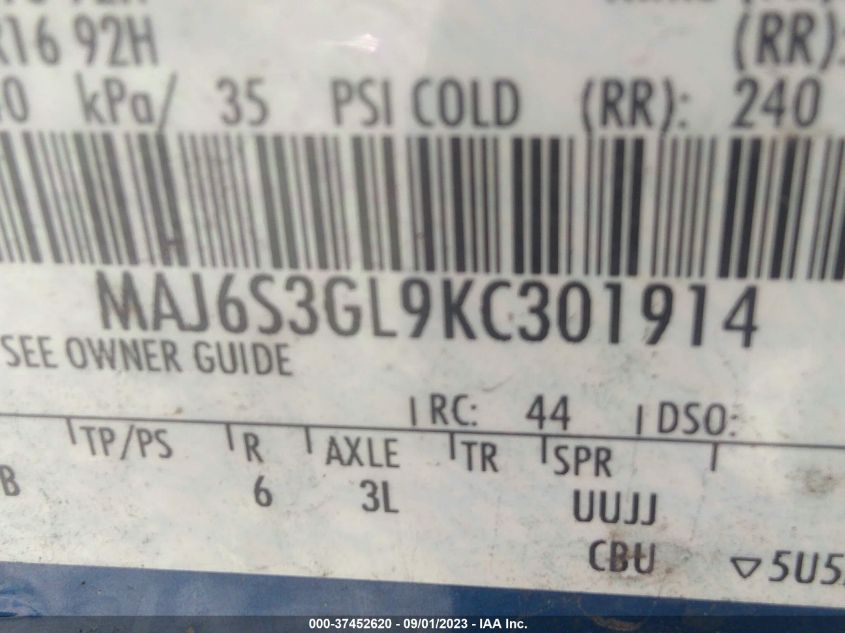 R16 92H (RR):
kPa/ 35 PSI COLD (RR): 240
MAJ6S3GL9KC301914
SEE OWNER GUIDE
RC: 44 DSO:
TP/PS R AXLE TR SPR
B 6 3L UUJJ
CBU ▽5U5
000-37452620 - 09/01/2023 - IAA Inc.